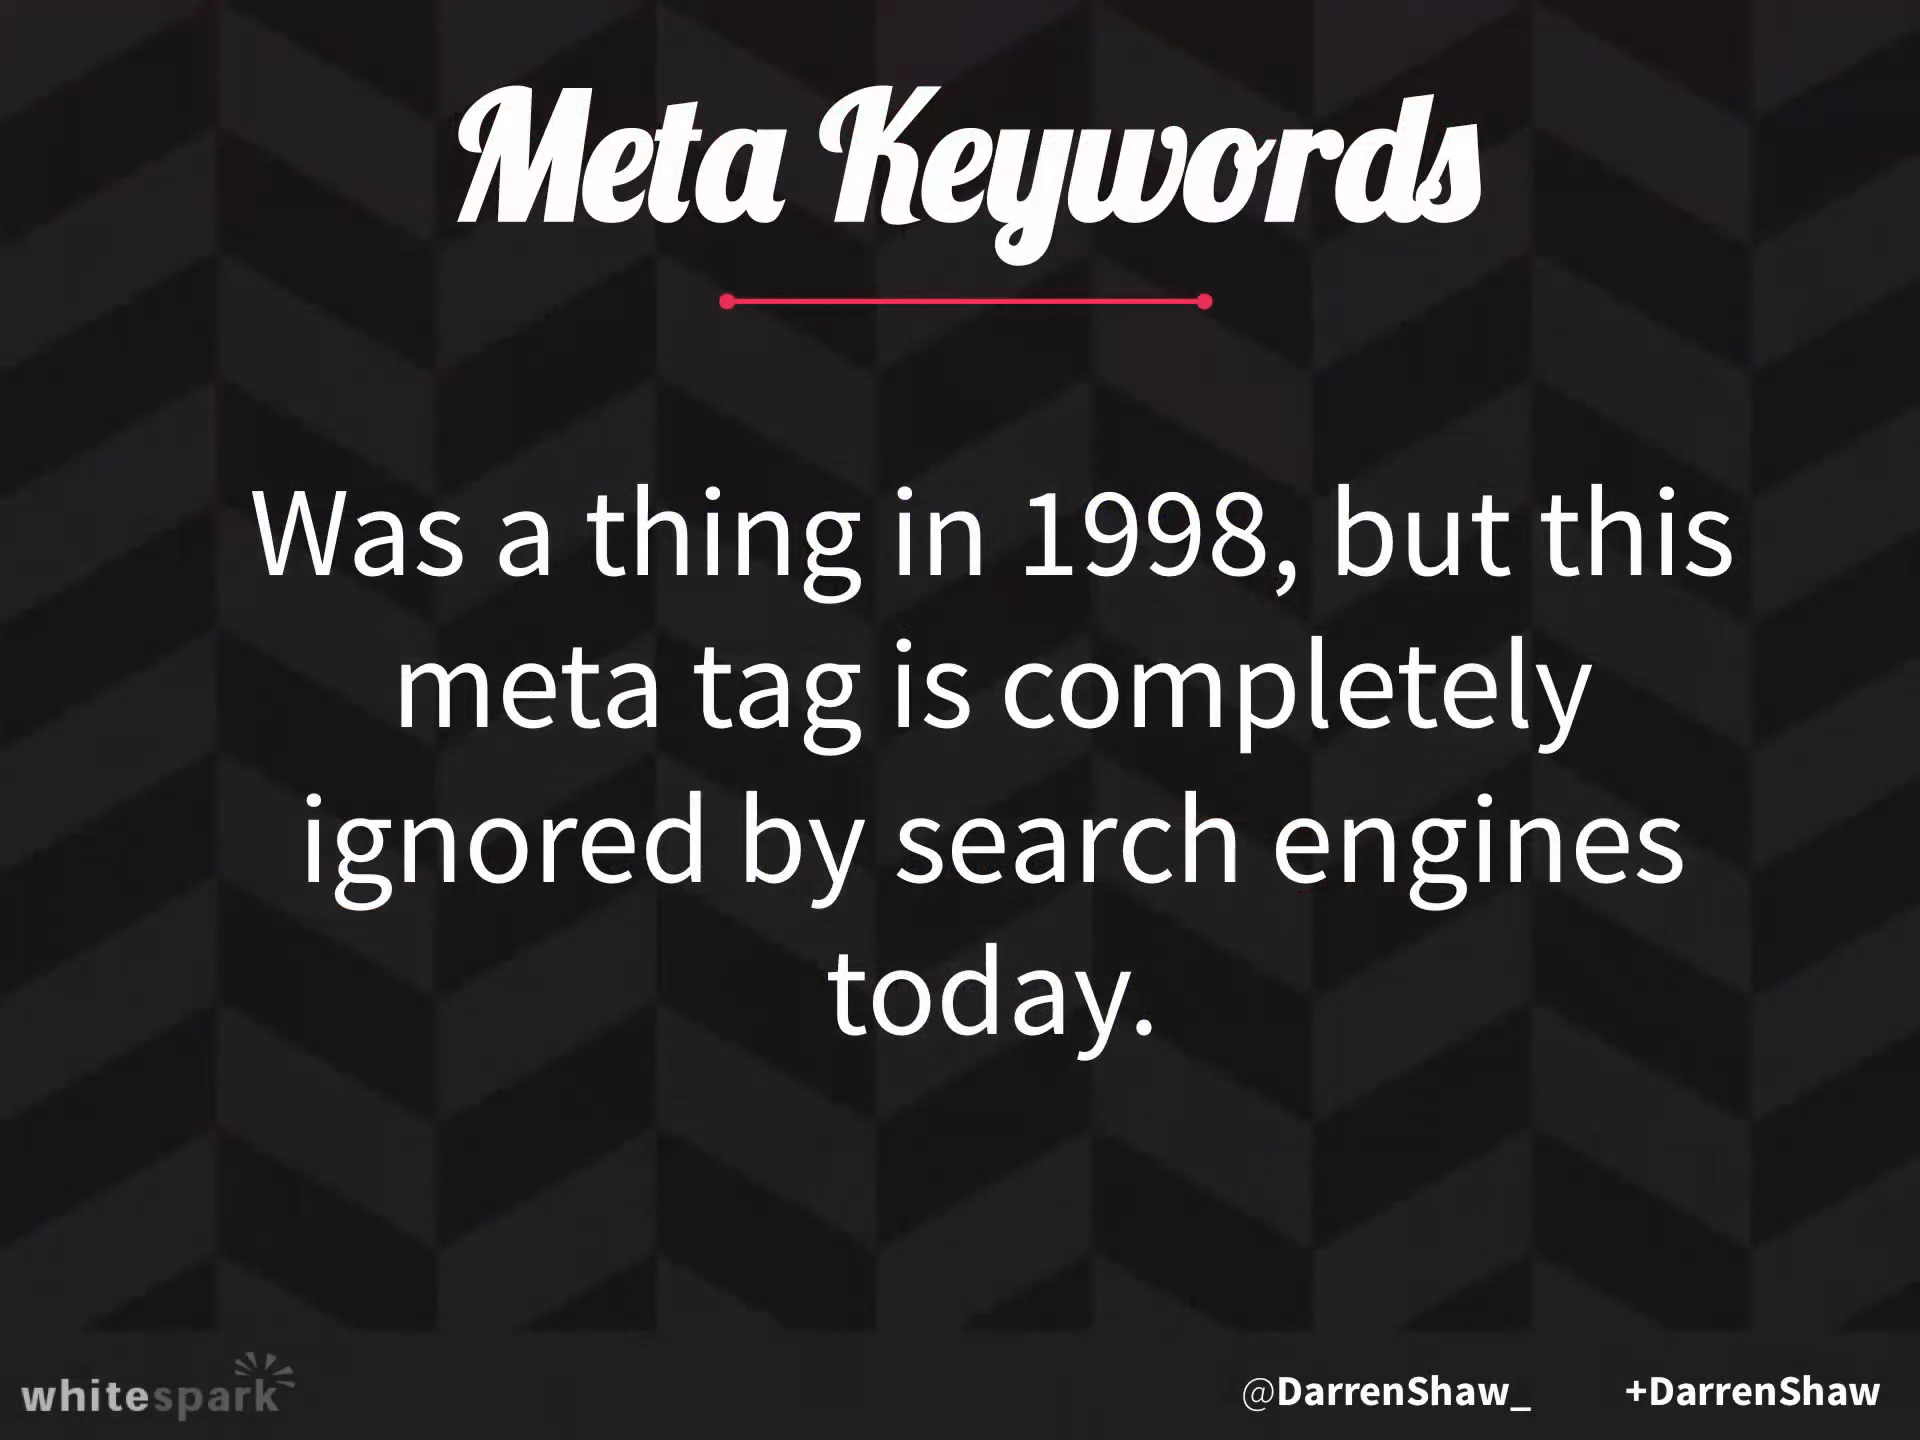 Meta Keywords
Was a thing in 1998, but this
meta tag is completely
ignored by search engines
today.
whitespark
@DarrenShaw_
+DarrenShaw